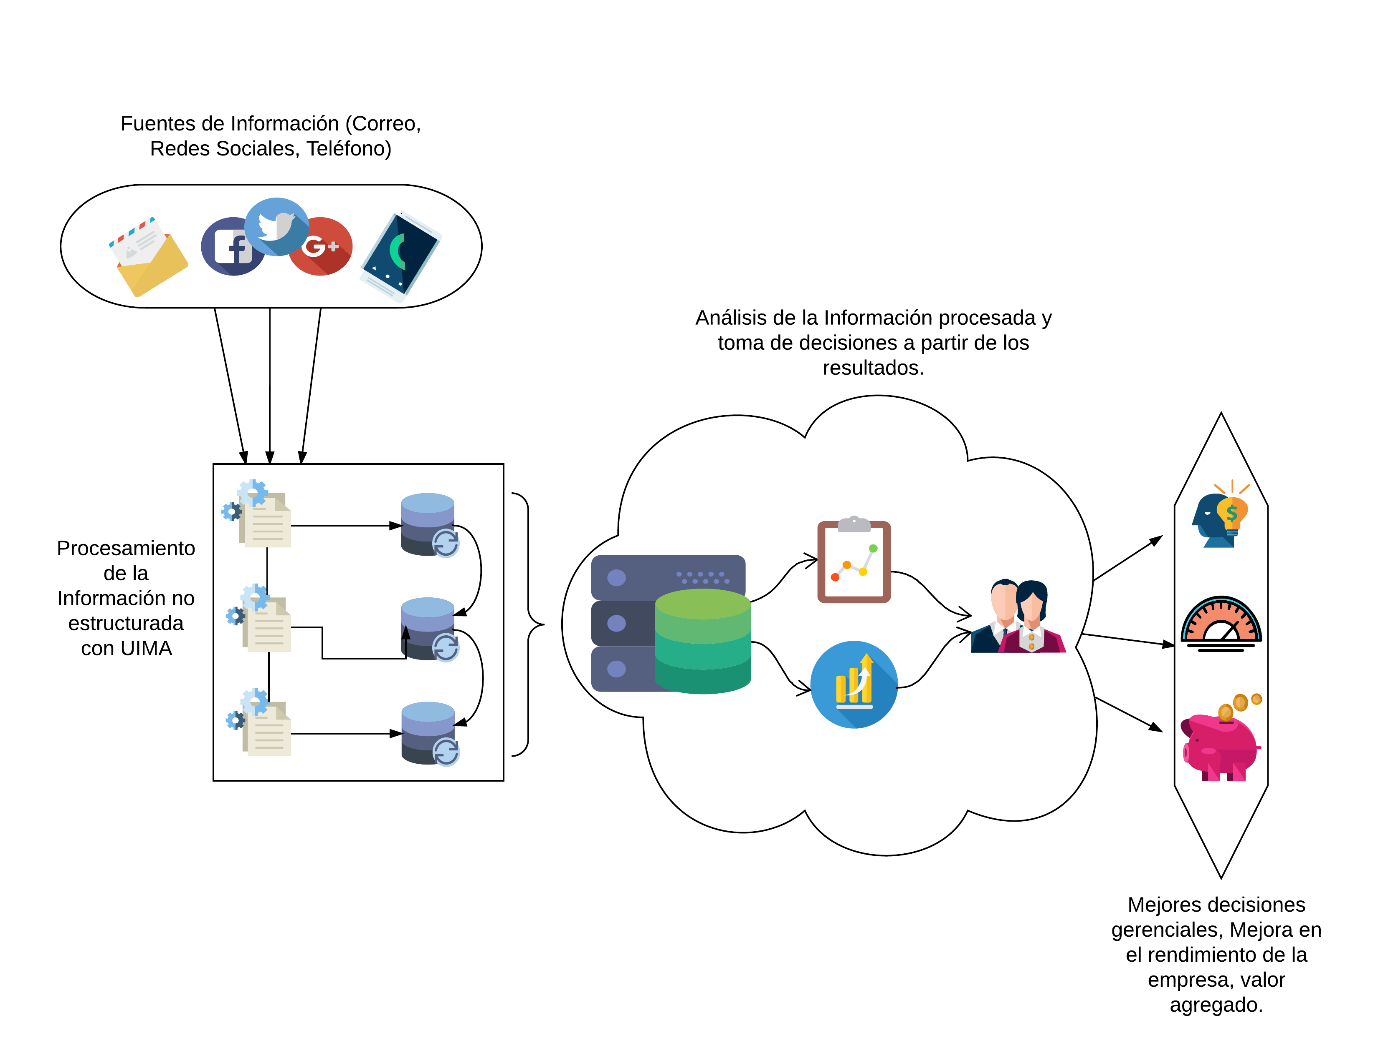 Fuentes de Información (Correo,
Redes Sociales, Teléfono)
Análisis de la Información procesada y
toma de decisiones a partir de los
resultados.
Procesamiento
de la
Información no
estructurada
con UIMA
Mejores decisiones
gerenciales, Mejora en
el rendimiento de la
empresa, valor
agregado.